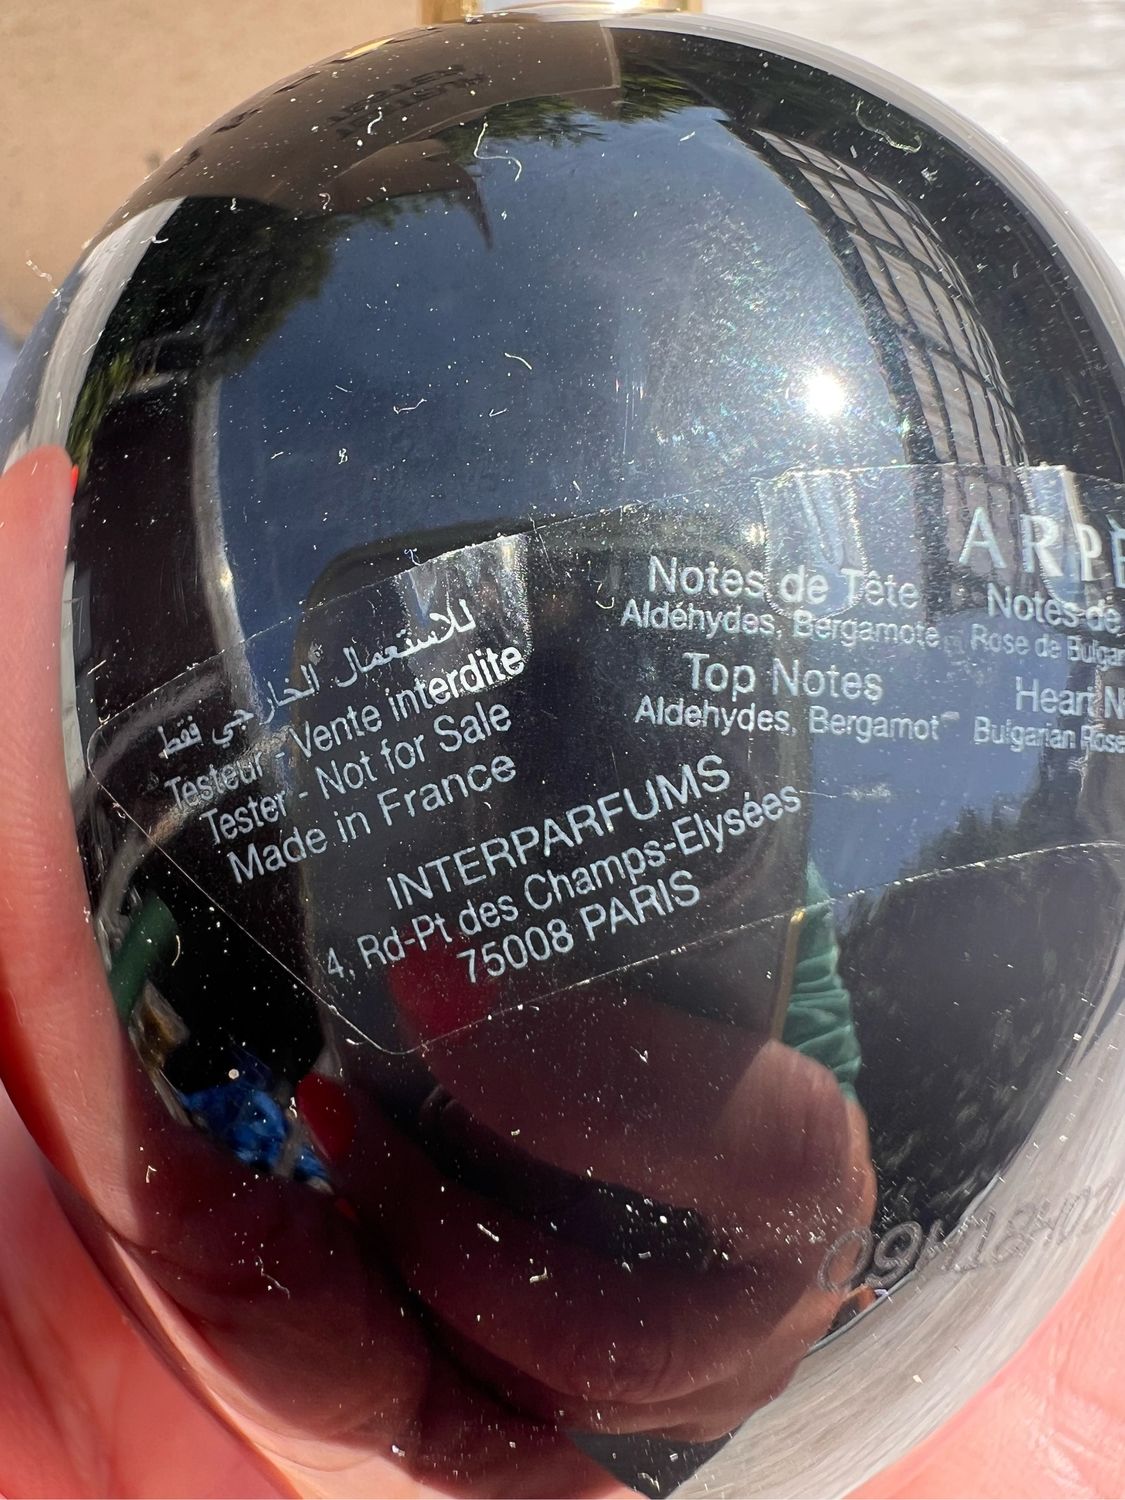 للاستعمال الخارجي فقط
Testeur - Vente interdite
Tester - Not for Sale
Made in France
INTERPARFUMS
4, Rd-Pt des Champs-Elysées
75008 PARIS
Notes de Tête
Aldéhydes, Bergamote
Top Notes
Aldehydes, Bergamot
ARPÈ
Notes de
Rose de Bulgar
Heart N
Bulgarian Rose